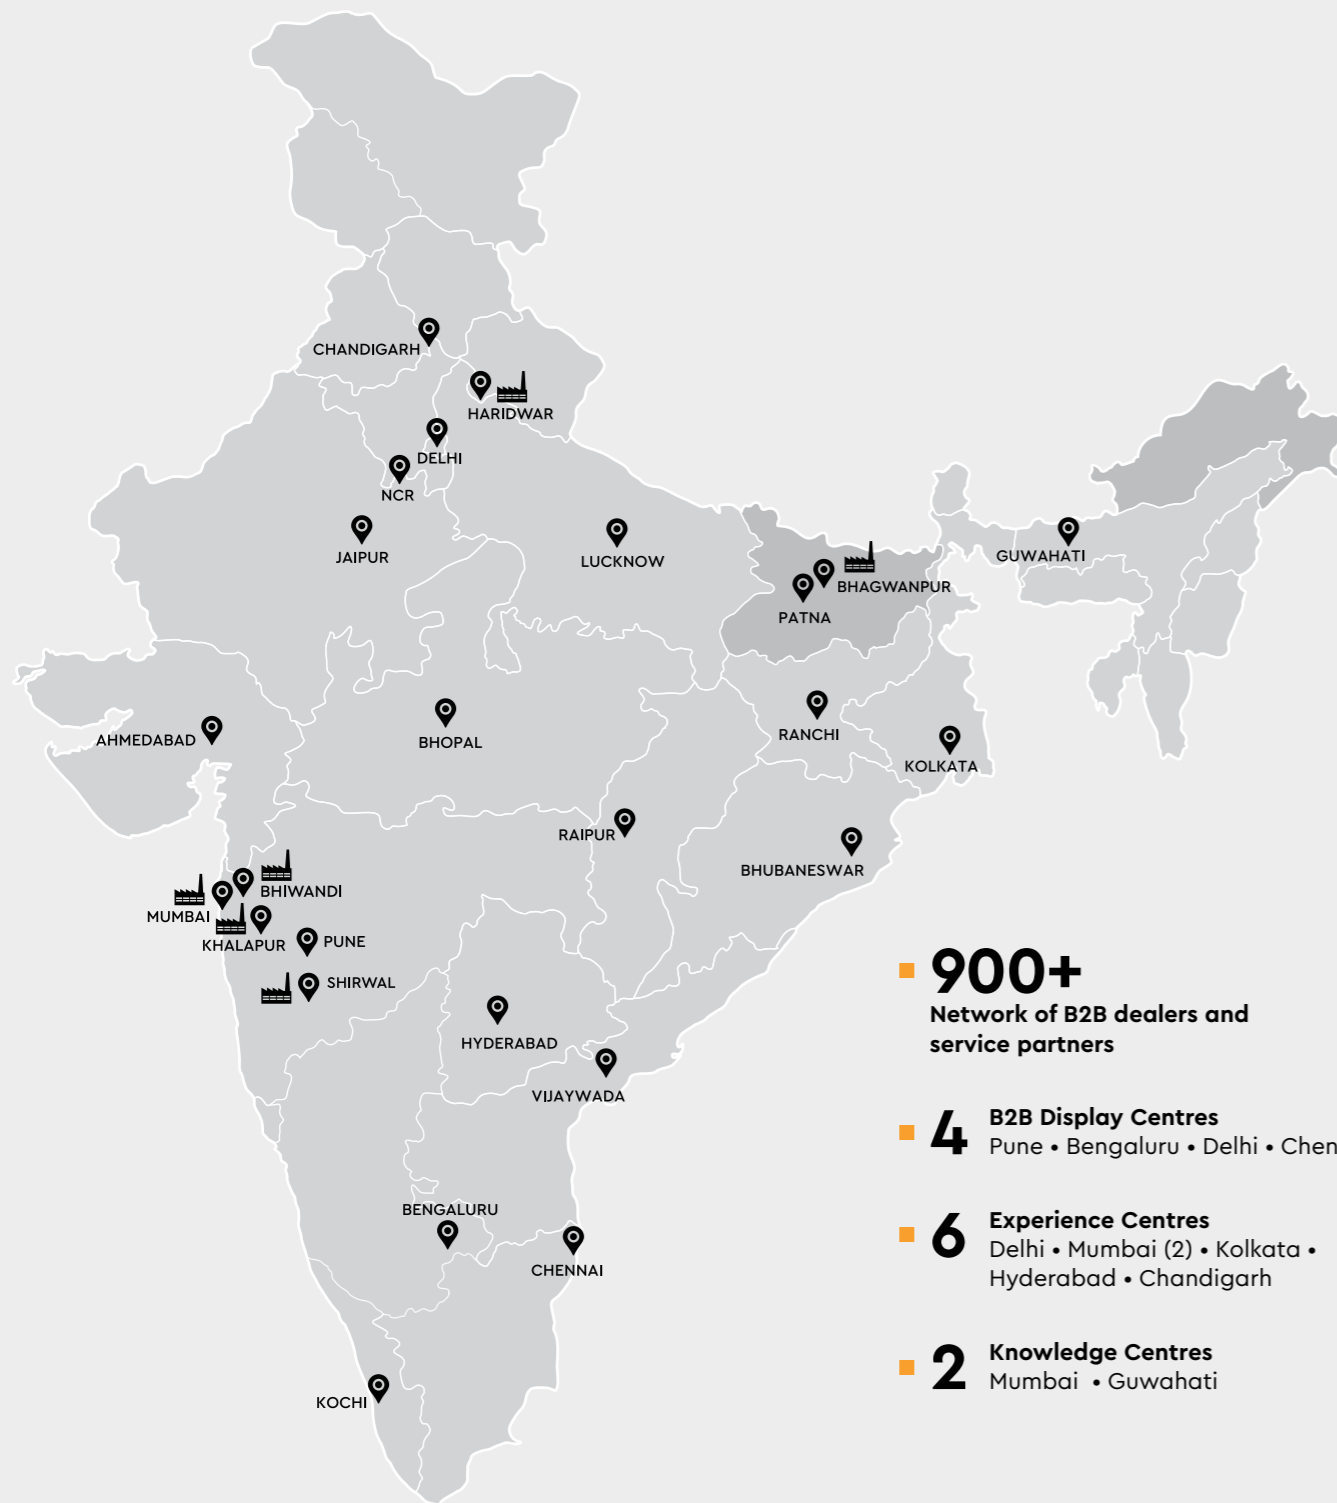 CHANDIGARH
HARIDWAR
DELHI
NCR
JAIPUR
LUCKNOW
GUWAHATI
BHAGWANPUR
PATNA
AHMEDABAD
BHOPAL
RANCHI
KOLKATA
RAIPUR
BHUBANESWAR
BHIWANDI
MUMBAI
KHALAPUR
PUNE
SHIRWAL
HYDERABAD
VIJAYWADA
BENGALURU
CHENNAI
KOCHI
900+
Network of B2B dealers and
service partners
4 B2B Display Centres
Pune • Bengaluru • Delhi •
6 Experience Centres
Delhi • Mumbai (2) • Kolkata •
Hyderabad • Chandigarh
2 Knowledge Centres
Mumbai • Guwahati